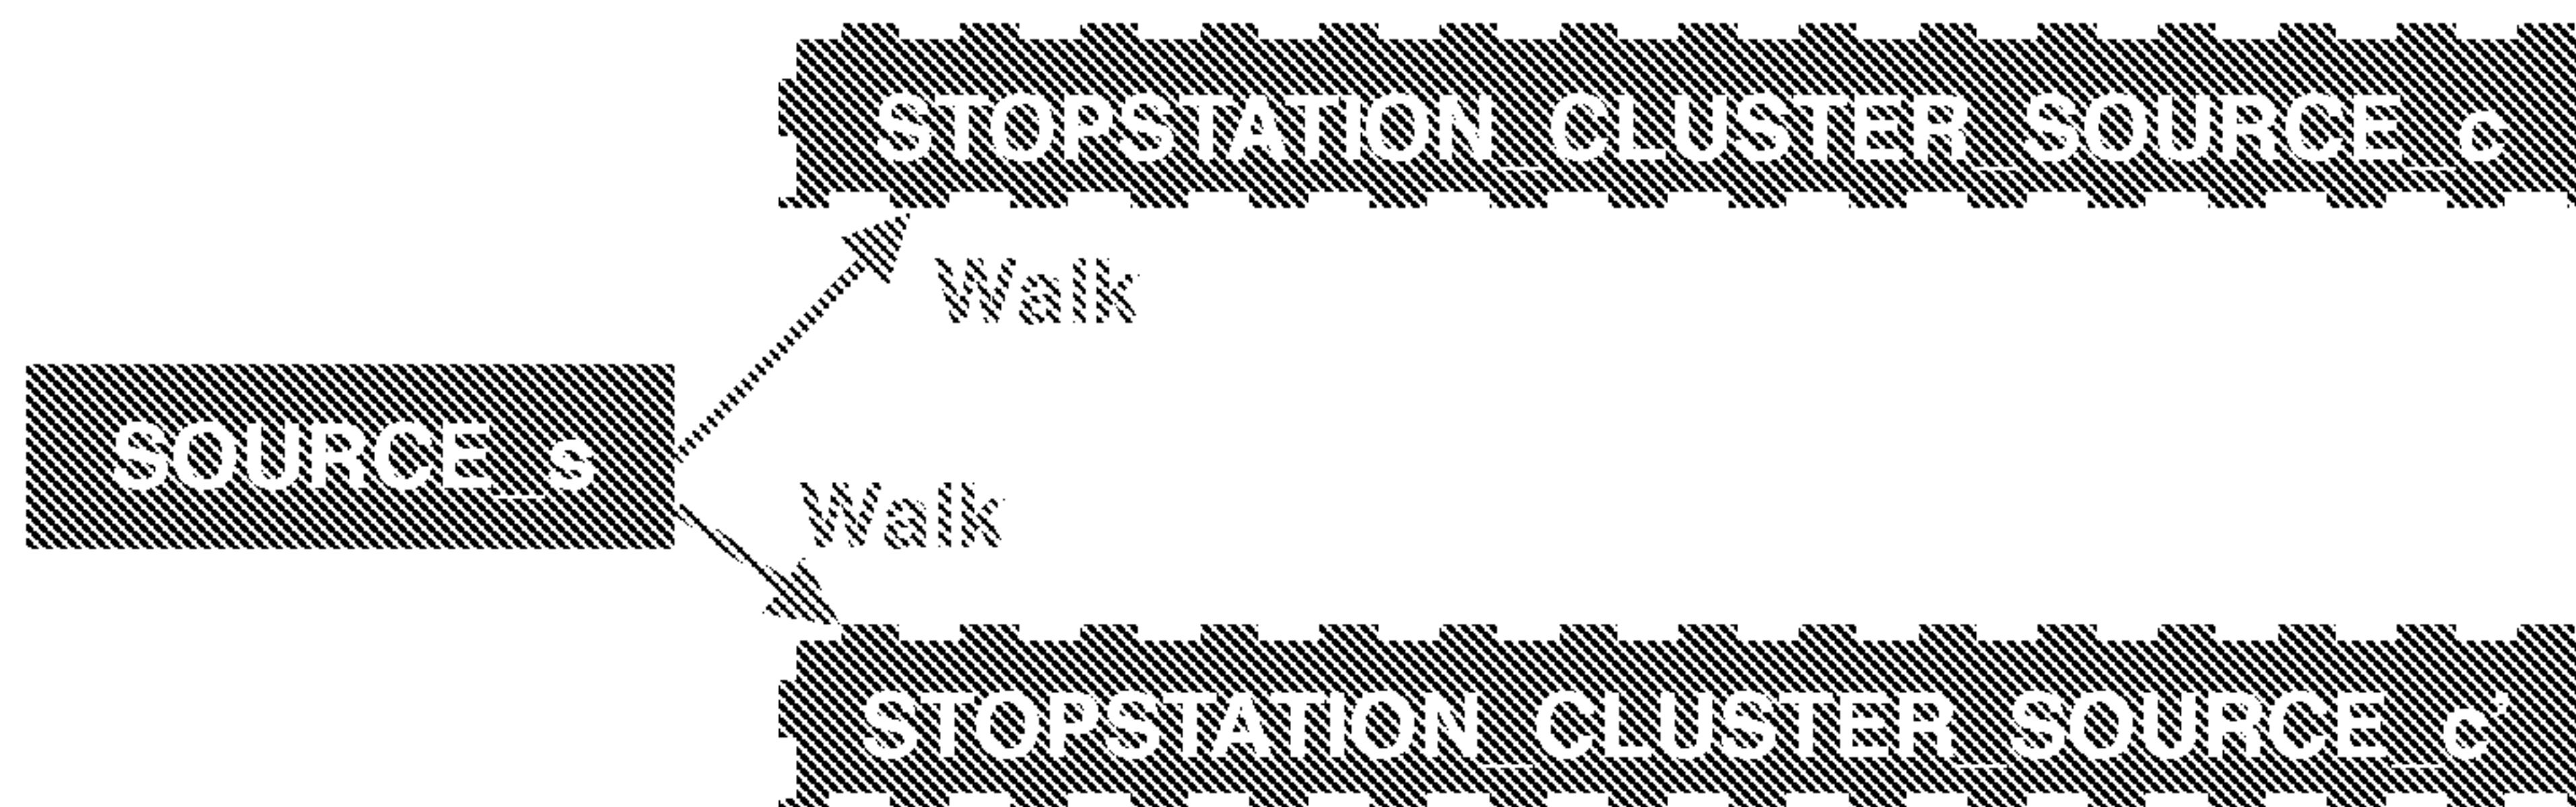 STOPSTATION_CLUSTER_SOURCE_c
Walk
SOURCE_s
Walk
STOPSTATION_CLUSTER_SOURCE_c'